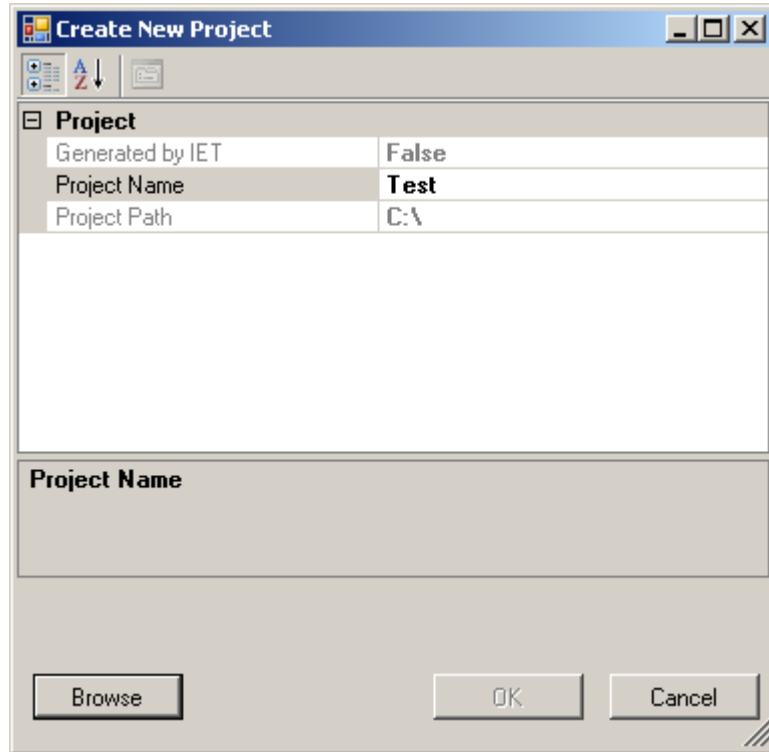 Create New Project
Project
Generated by IET False
Project Name Test
Project Path C:\
Project Name
Browse OK Cancel